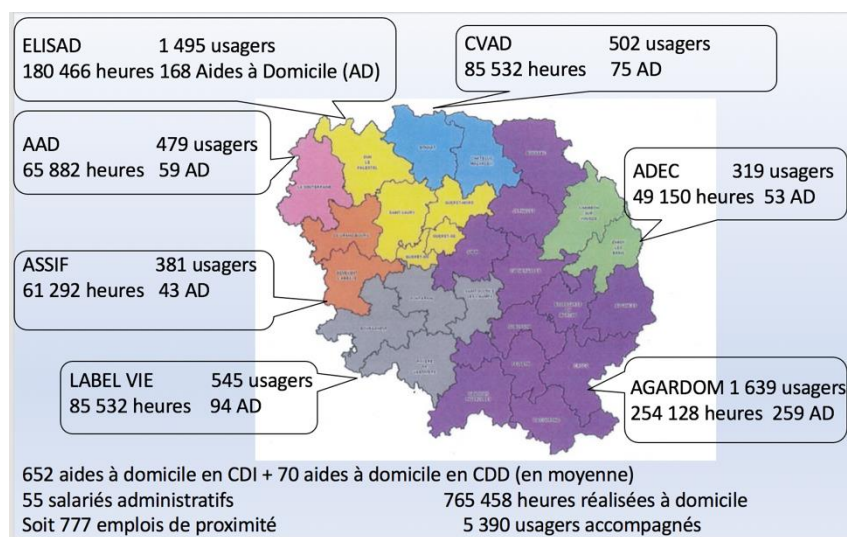 ELISAD 1 495 usagers
180 466 heures 168 Aides à Domicile (AD)
CVAD 502 usagers
85 532 heures 75 AD
AAD 479 usagers
65 882 heures 59 AD
ADEC 319 usagers
49 150 heures 53 AD
ASSIF 381 usagers
61 292 heures 43 AD
LABEL VIE 545 usagers
85 532 heures 94 AD
AGARDOM 1 639 usagers
254 128 heures 259 AD
652 aides à domicile en CDI + 70 aides à domicile en CDD (en moyenne)
55 salariés administratifs 765 458 heures réalisées à domicile
Soit 777 emplois de proximité 5 390 usagers accompagnés